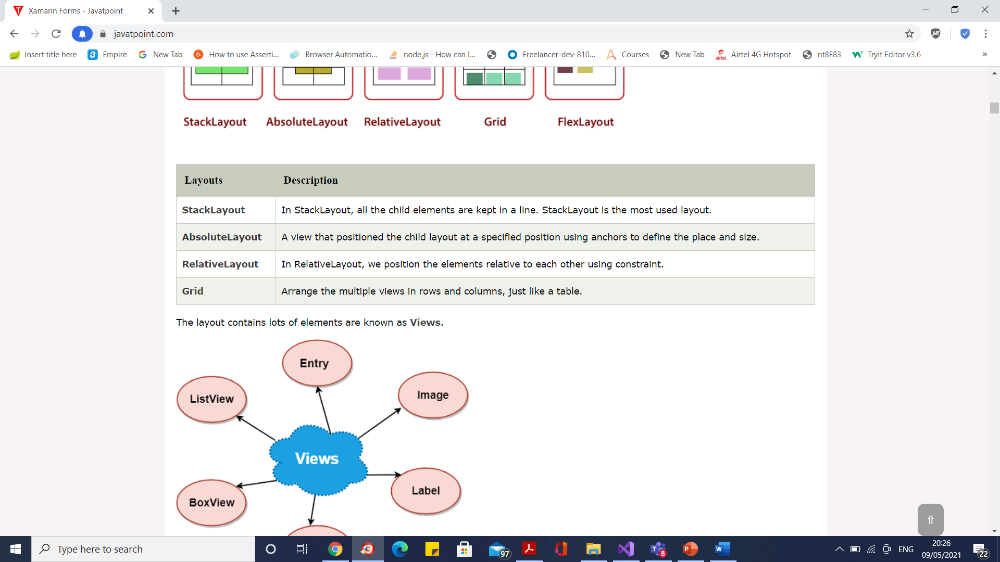 Xamarin Forms - Javatpoint
javatpoint.com
Insert title here Empire New Tab How to use Asserti... Browser Automatio... node.js - How can I... Freelancer-dev-810... Courses New Tab Airtel 4G Hotspot nt8F83 Tryit Editor v3.6 »
StackLayout AbsoluteLayout RelativeLayout Grid FlexLayout
Layouts Description
StackLayout In StackLayout, all the child elements are kept in a line. StackLayout is the most used layout.
AbsoluteLayout A view that positioned the child layout at a specified position using anchors to define the place and size.
RelativeLayout In RelativeLayout, we position the elements relative to each other using constraint.
Grid Arrange the multiple views in rows and columns, just like a table.
The layout contains lots of elements are known as Views.
Entry
Image
ListView
Views
Label
BoxView
Type here to search
97
8
ENG
20:26
09/05/2021
22